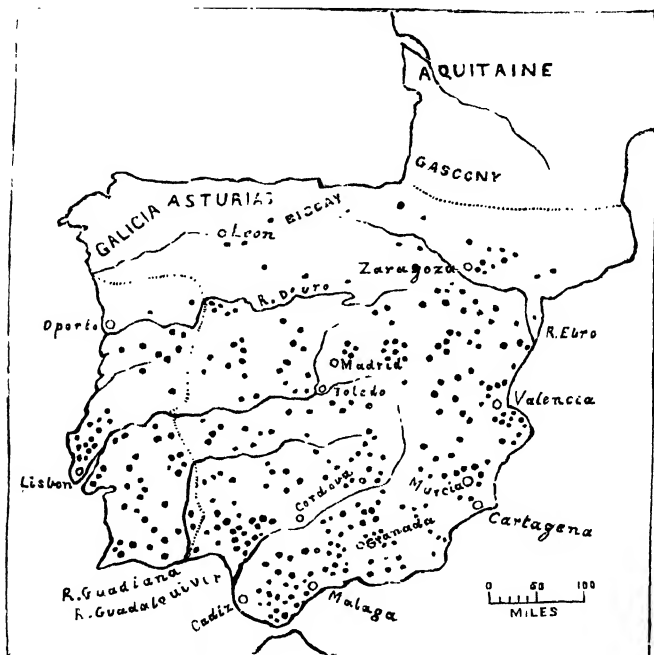 AQUITAINE
GASCONY
GALICIA ASTURIAS BISCAY
Leon
Zaragoza
R. Douro
Oporto
R. Ebro
Madrid
Toledo
Valencia
Lisbon
Cordova
Murcia
Cartagena
Granada
R. Guadiana
R. Guadalquivir
Cadiz
Malaga
0 50 100
MILES